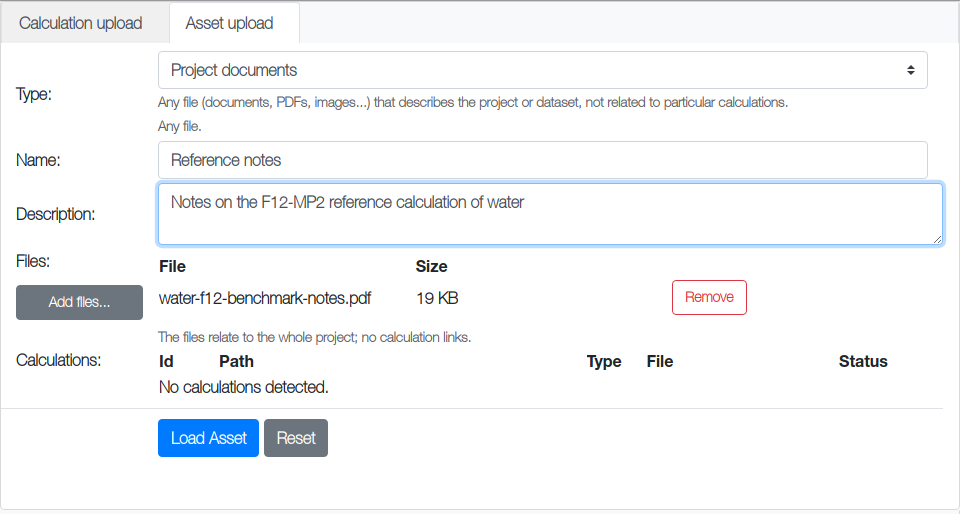 Calculation upload Asset upload
Type: Project documents
Any file (documents, PDFs, images...) that describes the project or dataset, not related to particular calculations.
Any file.
Name: Reference notes
Description: Notes on the F12-MP2 reference calculation of water
Files: File Size
Add files... water-f12-benchmark-notes.pdf 19 KB Remove
The files relate to the whole project; no calculation links.
Calculations: Id Path Type File Status
No calculations detected.
Load Asset Reset